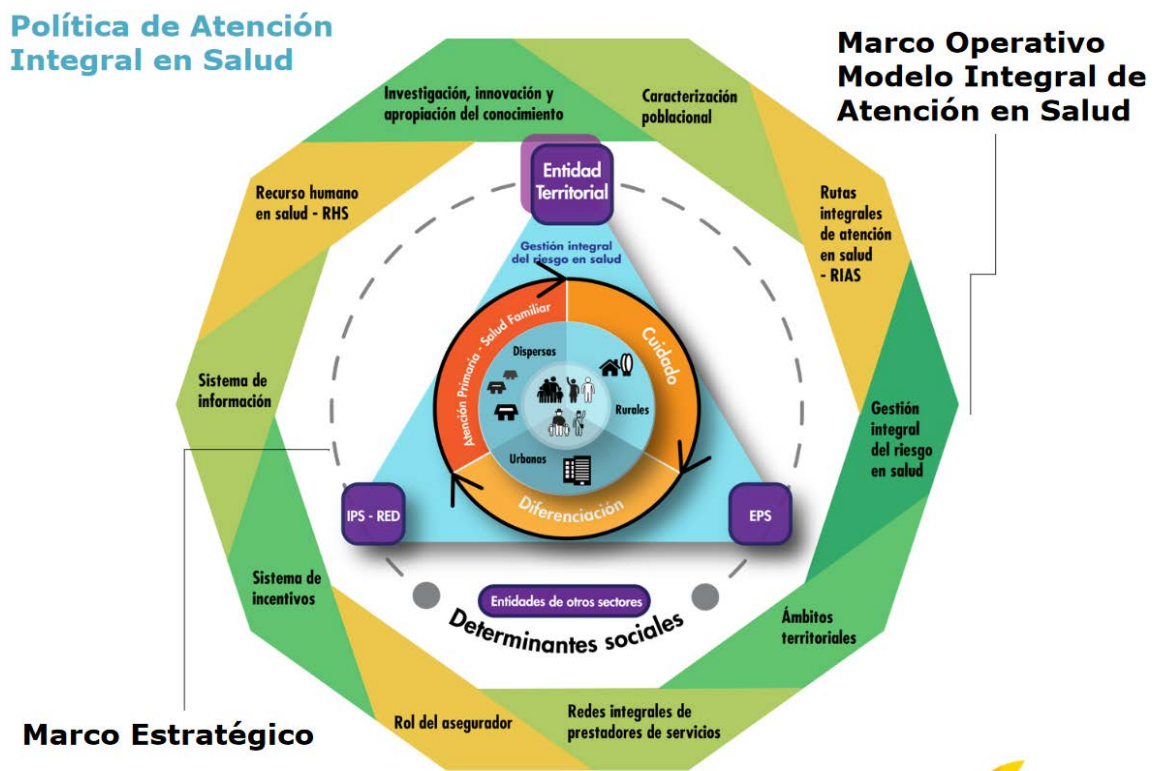 Política de Atención
Integral en Salud
Marco Operativo
Modelo Integral de
Atención en Salud
Investigación, innovación y
apropiación del conocimiento
Caracterización
poblacional
Rutas
integrales
de atención
en salud
- RIAS
Gestión
integral
del riesgo
en salud
Ámbitos
territoriales
Redes integrales de
prestadores de servicios
Rol del asegurador
Sistema de
incentivos
Sistema de
información
Recurso humano
en salud - RHS
Entidad
Territorial
Gestión integral
del riesgo en salud
Atención Primaria - Salud Familiar
Cuidado
Diferenciación
Dispersas
Rurales
Urbanas
IPS - RED
EPS
Entidades de otros sectores
Determinantes sociales
Marco Estratégico